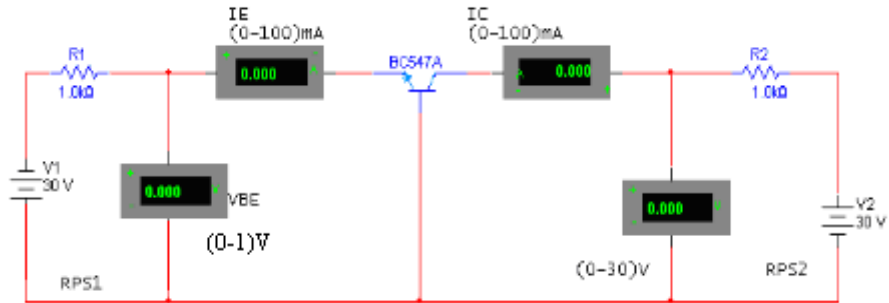 IE
(0-100)mA
IC
(0-100)mA
R1
1.0kΩ
0.000
BC547A
0.000
R2
1.0kΩ
V1
30 V
0.000
VBE
(0-1)V
0.000
V
V2
30 V
(0-30)V
RPS1
RPS2